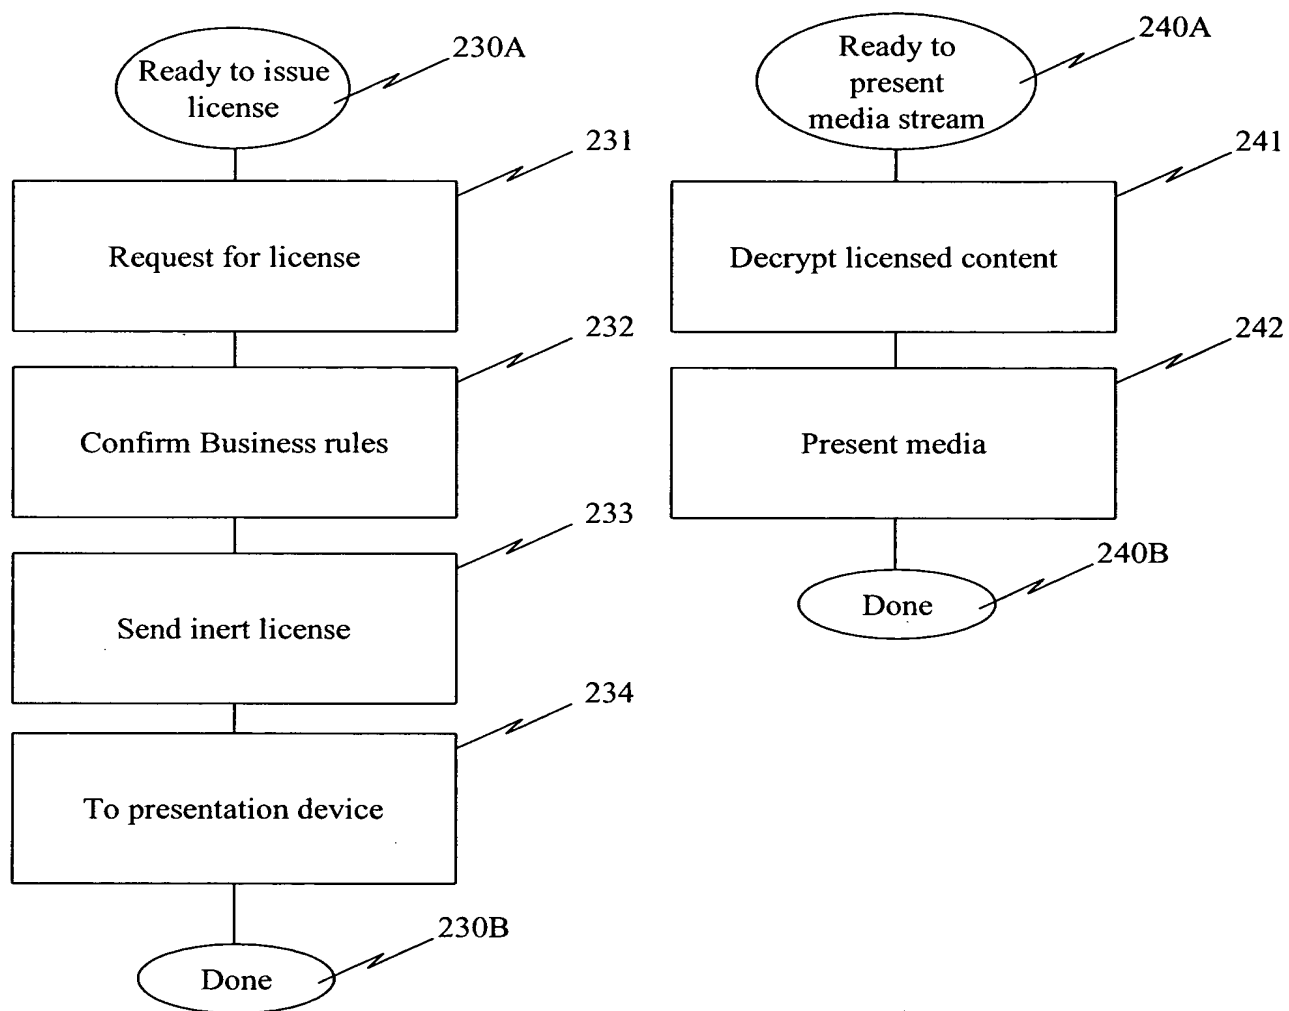 Ready to issue
license
230A
231
Request for license
232
Confirm Business rules
233
Send inert license
234
To presentation device
230B
Done
Ready to
present
media stream
240A
241
Decrypt licensed content
242
Present media
240B
Done